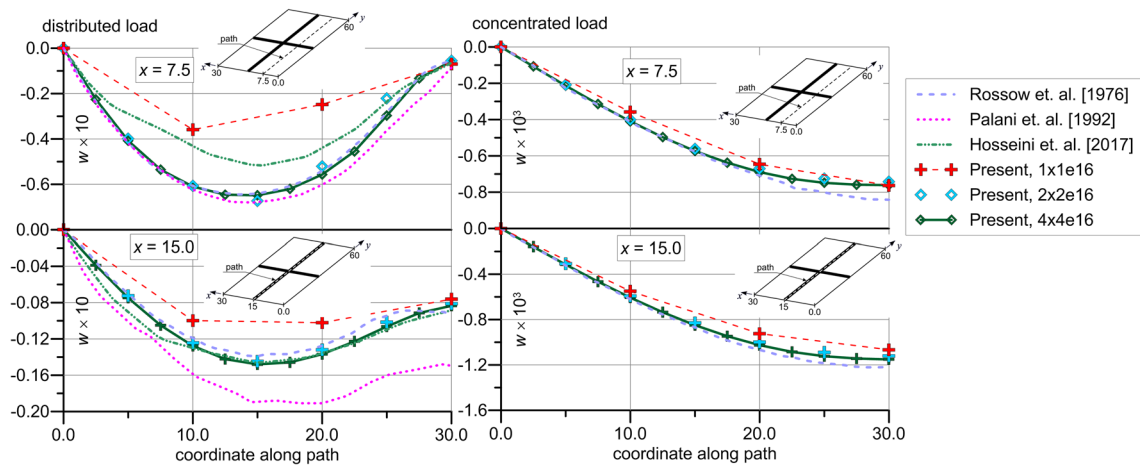 distributed load
path
y
60
x
30
7.5
0.0
x = 7.5
0.0
-0.2
-0.4
-0.6
w × 10
path
y
60
x
30
15
0.0
x = 15.0
0.00
-0.04
-0.08
-0.12
-0.16
-0.20
w × 10
0.0
10.0
20.0
30.0
coordinate along path
concentrated load
path
y
60
x
30
7.5
0.0
x = 7.5
0.0
-0.2
-0.4
-0.6
-0.8
w × 10³
path
y
60
x
30
15
0.0
x = 15.0
0.0
-0.4
-0.8
-1.2
-1.6
w × 10³
0.0
10.0
20.0
30.0
coordinate along path
Rossow et. al. [1976]
Palani et. al. [1992]
Hosseini et. al. [2017]
Present, 1x1e16
Present, 2x2e16
Present, 4x4e16